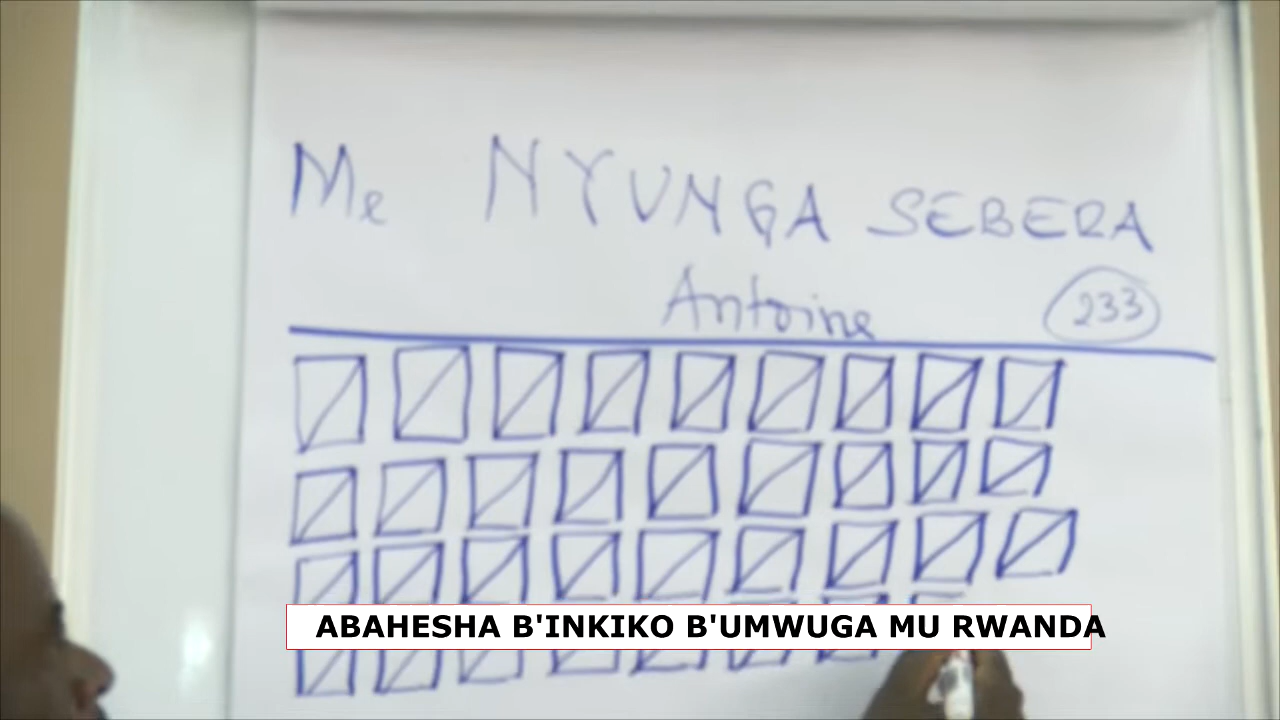 Me NYUNGA SEBERA
Antoine
233
ABAHESHA B'INKIKO B'UMWUGA MU RWANDA